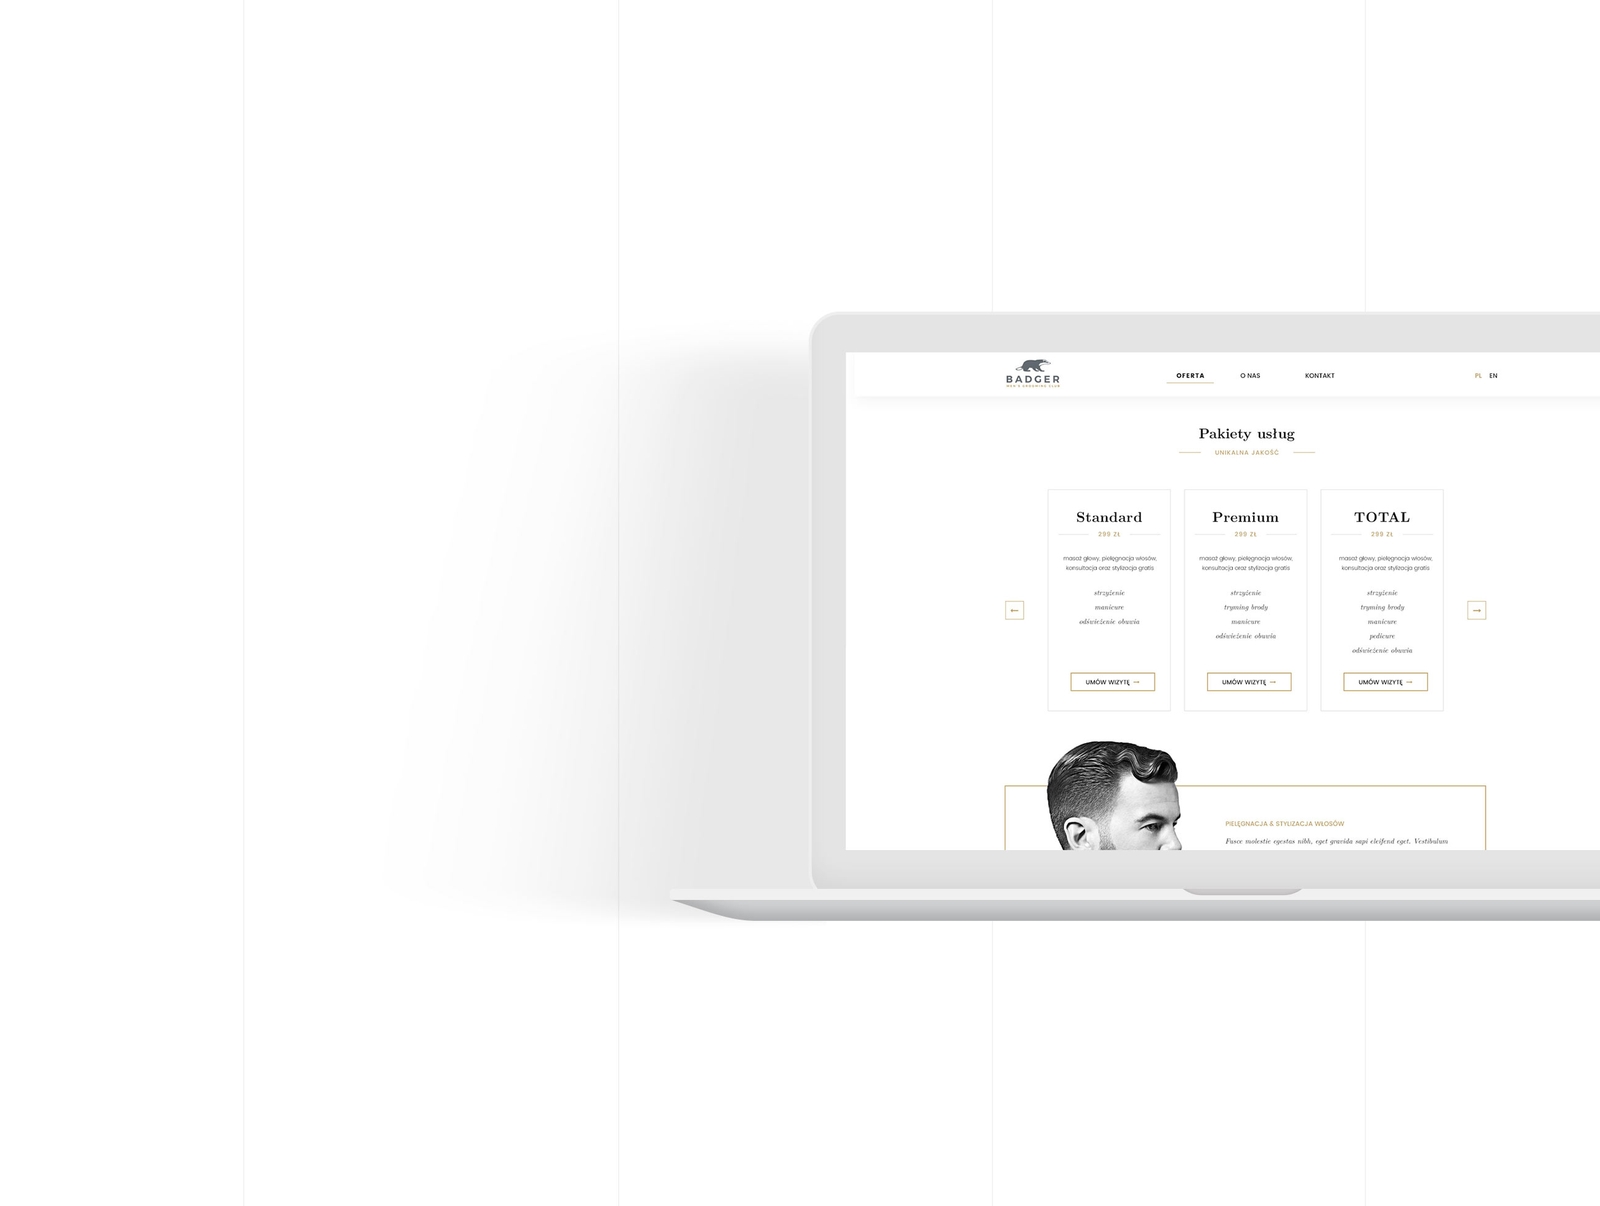 BADGER
MEN'S GROOMING CLUB
OFERTA
O NAS
KONTAKT
PL EN
Pakiety usług
UNIKALNA JAKOŚĆ
Standard
299 ZŁ
masaż głowy, pielęgnacja włosów,
konsultacja oraz stylizacja gratis
strzyżenie
manicure
odświeżenie obuwia
UMÓW WIZYTĘ →
Premium
299 ZŁ
masaż głowy, pielęgnacja włosów,
konsultacja oraz stylizacja gratis
strzyżenie
tryming brody
manicure
odświeżenie obuwia
UMÓW WIZYTĘ →
TOTAL
299 ZŁ
masaż głowy, pielęgnacja włosów,
konsultacja oraz stylizacja gratis
strzyżenie
tryming brody
manicure
pedicure
odświeżenie obuwia
UMÓW WIZYTĘ →
PIELĘGNACJA & STYLIZACJA WŁOSÓW
Fusce molestie egestas nibh, eget gravida sapi eleifend eget. Vestibulum